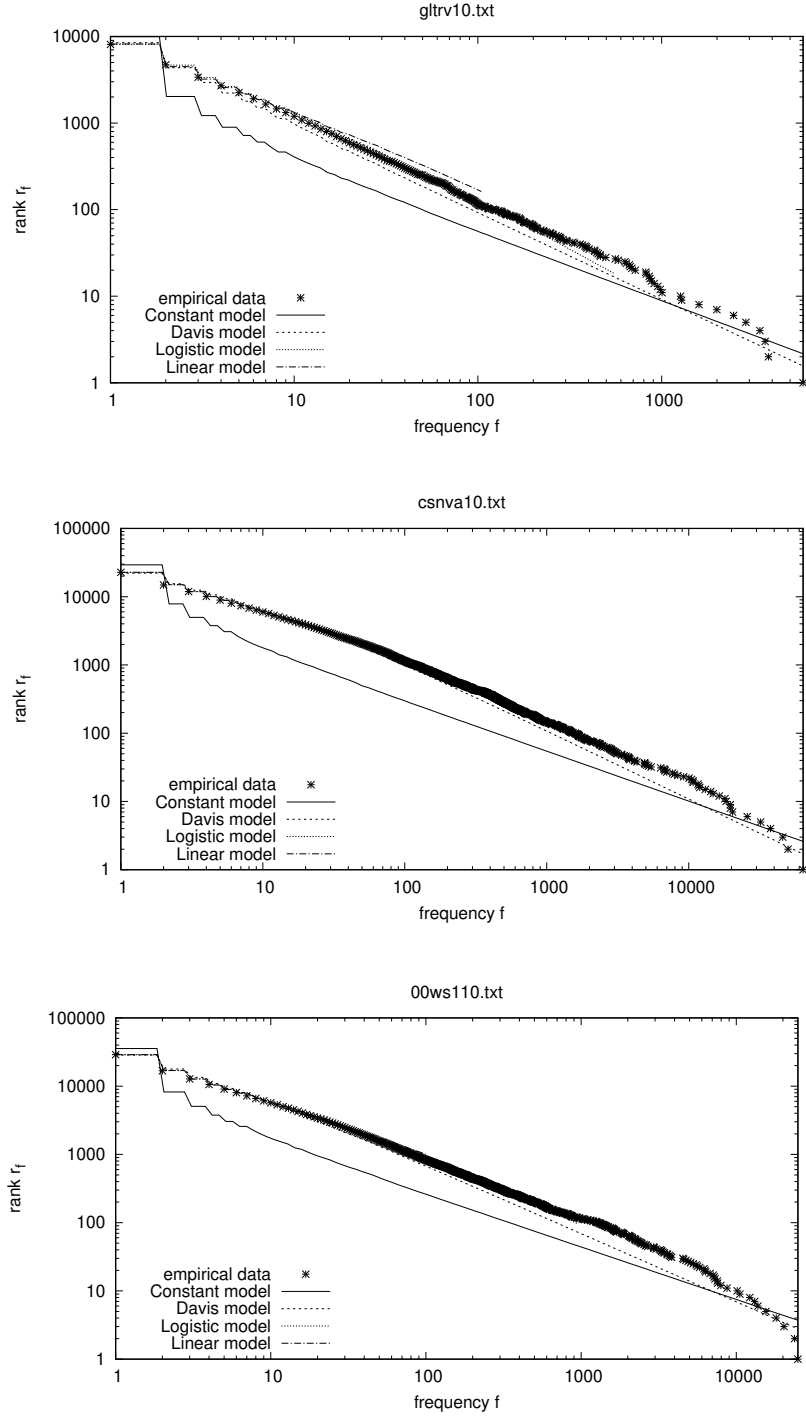 gltrv10.txt
10000
1000
100
10
1
rank r_f
empirical data
Constant model
Davis model
Logistic model
Linear model
1 10 100 1000
frequency f
csnva10.txt
100000
10000
1000
100
10
1
rank r_f
empirical data
Constant model
Davis model
Logistic model
Linear model
1 10 100 1000 10000
frequency f
00ws110.txt
100000
10000
1000
100
10
1
rank r_f
empirical data
Constant model
Davis model
Logistic model
Linear model
1 10 100 1000 10000
frequency f